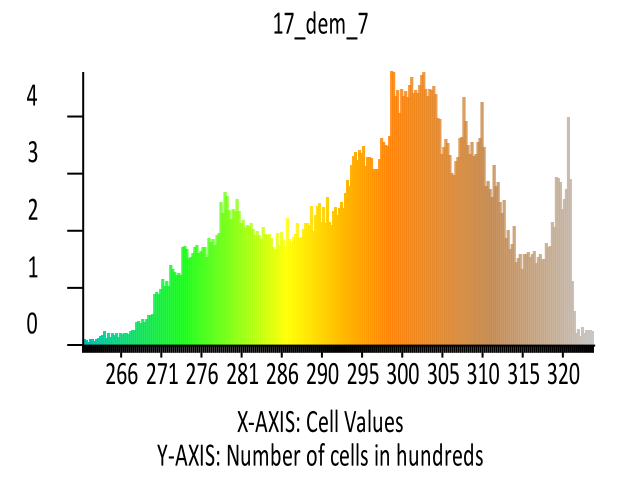 17_dem_7
4
3
2
1
0
266 271 276 281 286 290 295 300 305 310 315 320
X-AXIS: Cell Values
Y-AXIS: Number of cells in hundreds